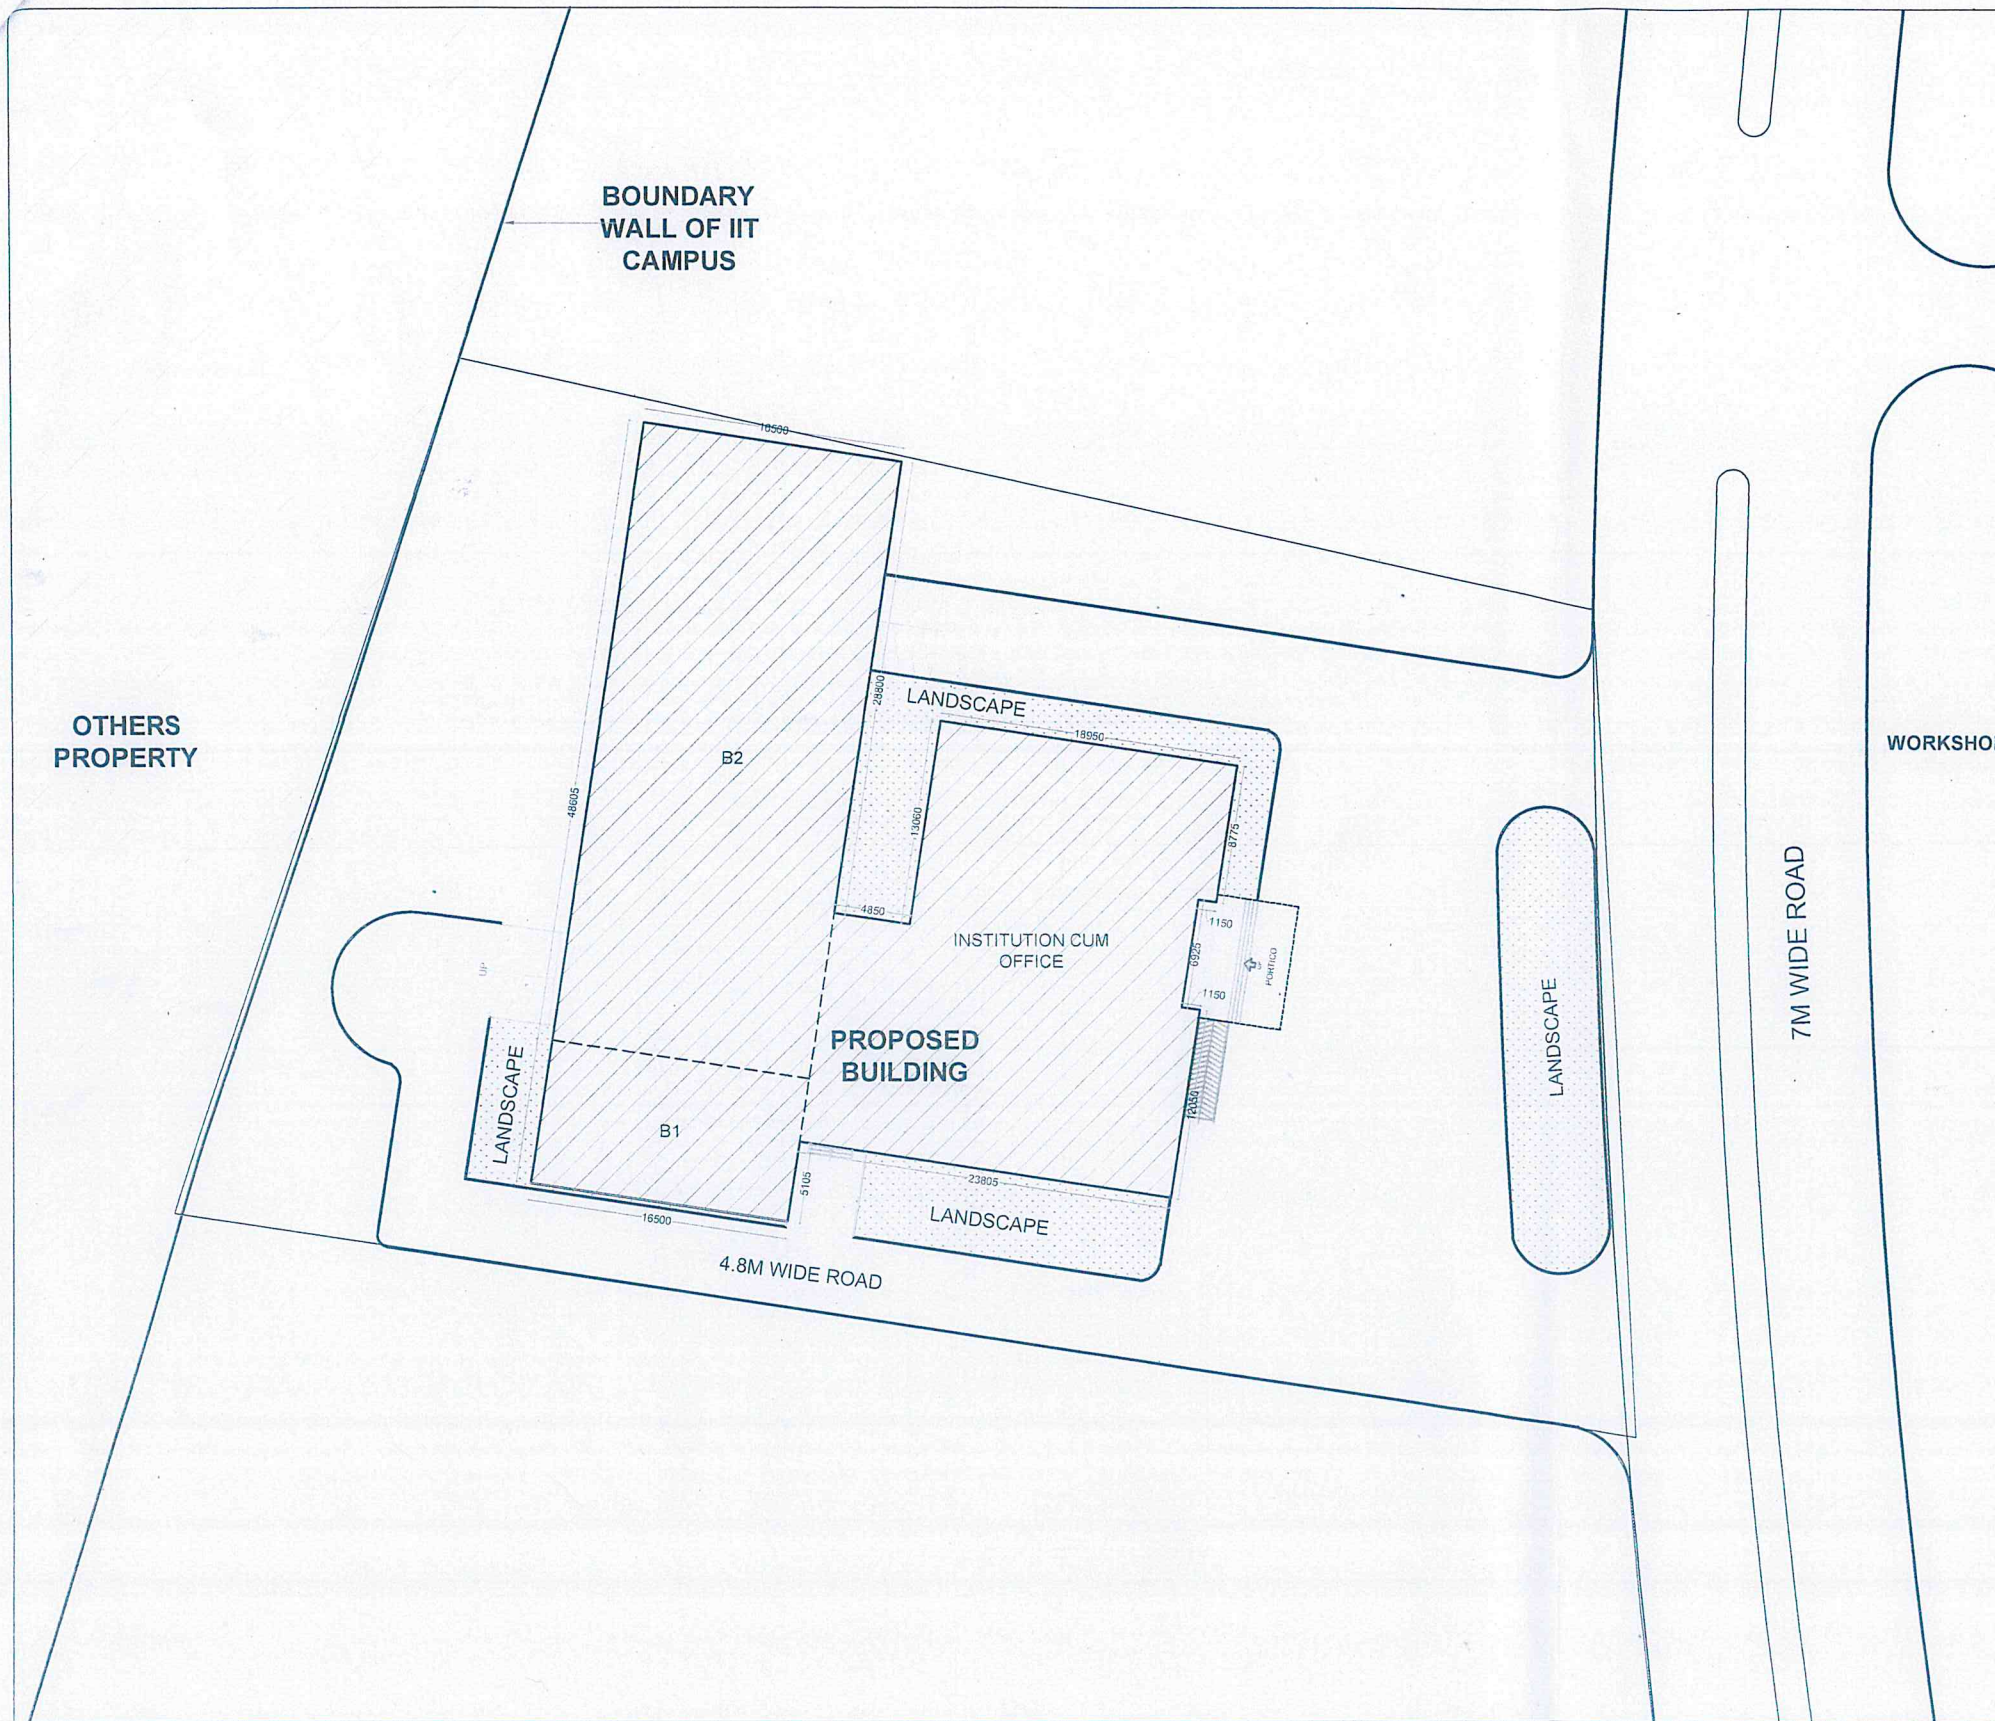 BOUNDARY
WALL OF IIT
CAMPUS
16500
OTHERS
PROPERTY
LANDSCAPE
28800
18950
WORKSHO
B2
48605
13060
8775
4850
1150
INSTITUTION CUM
OFFICE
6925
UP
PORTICO
1150
7M WIDE ROAD
LANDSCAPE
PROPOSED
BUILDING
LANDSCAPE
12050
B1
5105
23805
16500
LANDSCAPE
4.8M WIDE ROAD